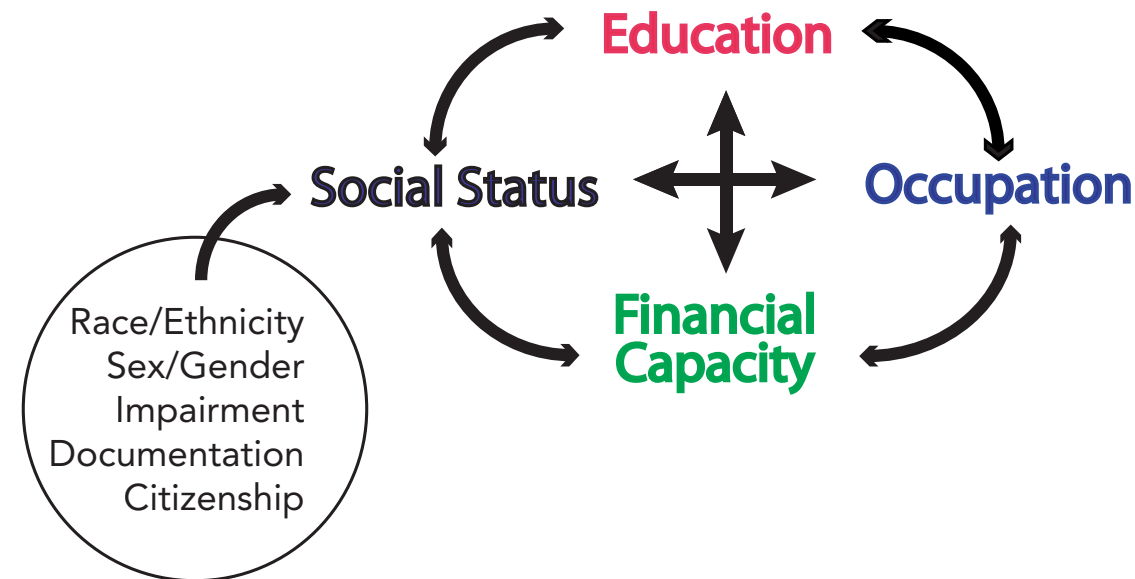 Education
Social Status
Occupation
Financial
Capacity
Race/Ethnicity
Sex/Gender
Impairment
Documentation
Citizenship